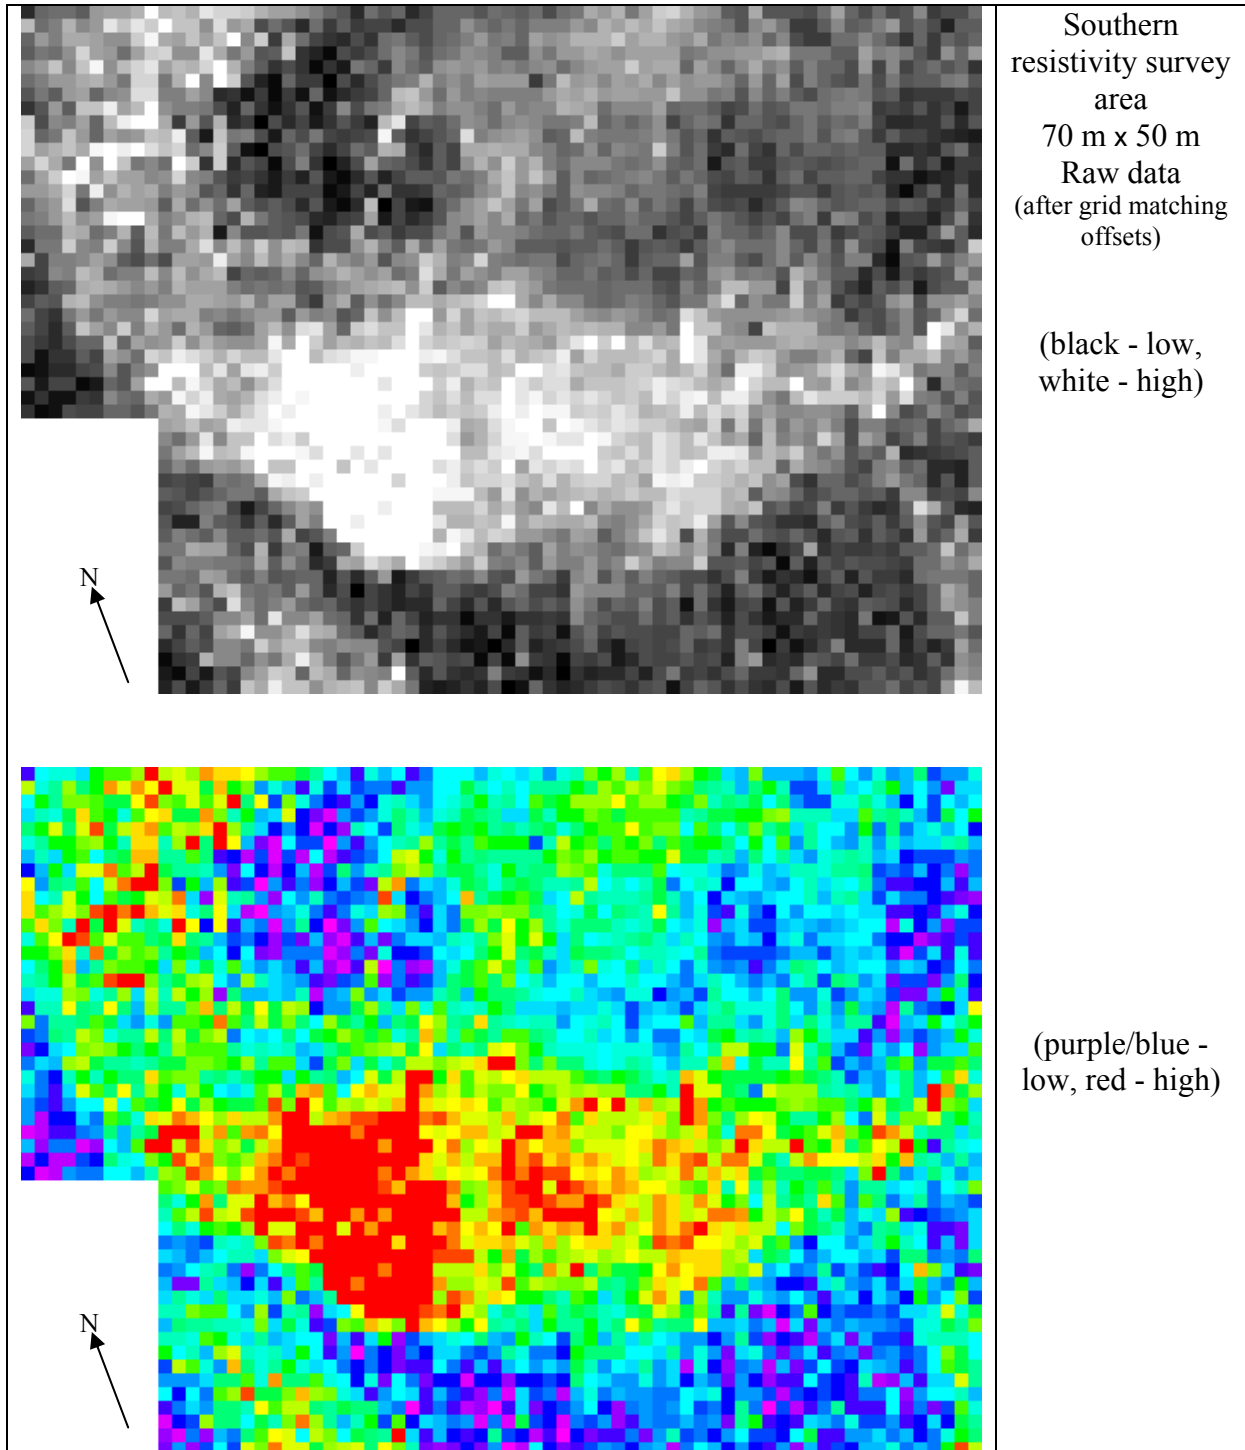 Southern
resistivity survey
area
70 m x 50 m
Raw data
(after grid matching
offsets)
(black - low,
white - high)
N
(purple/blue -
low, red - high)
N